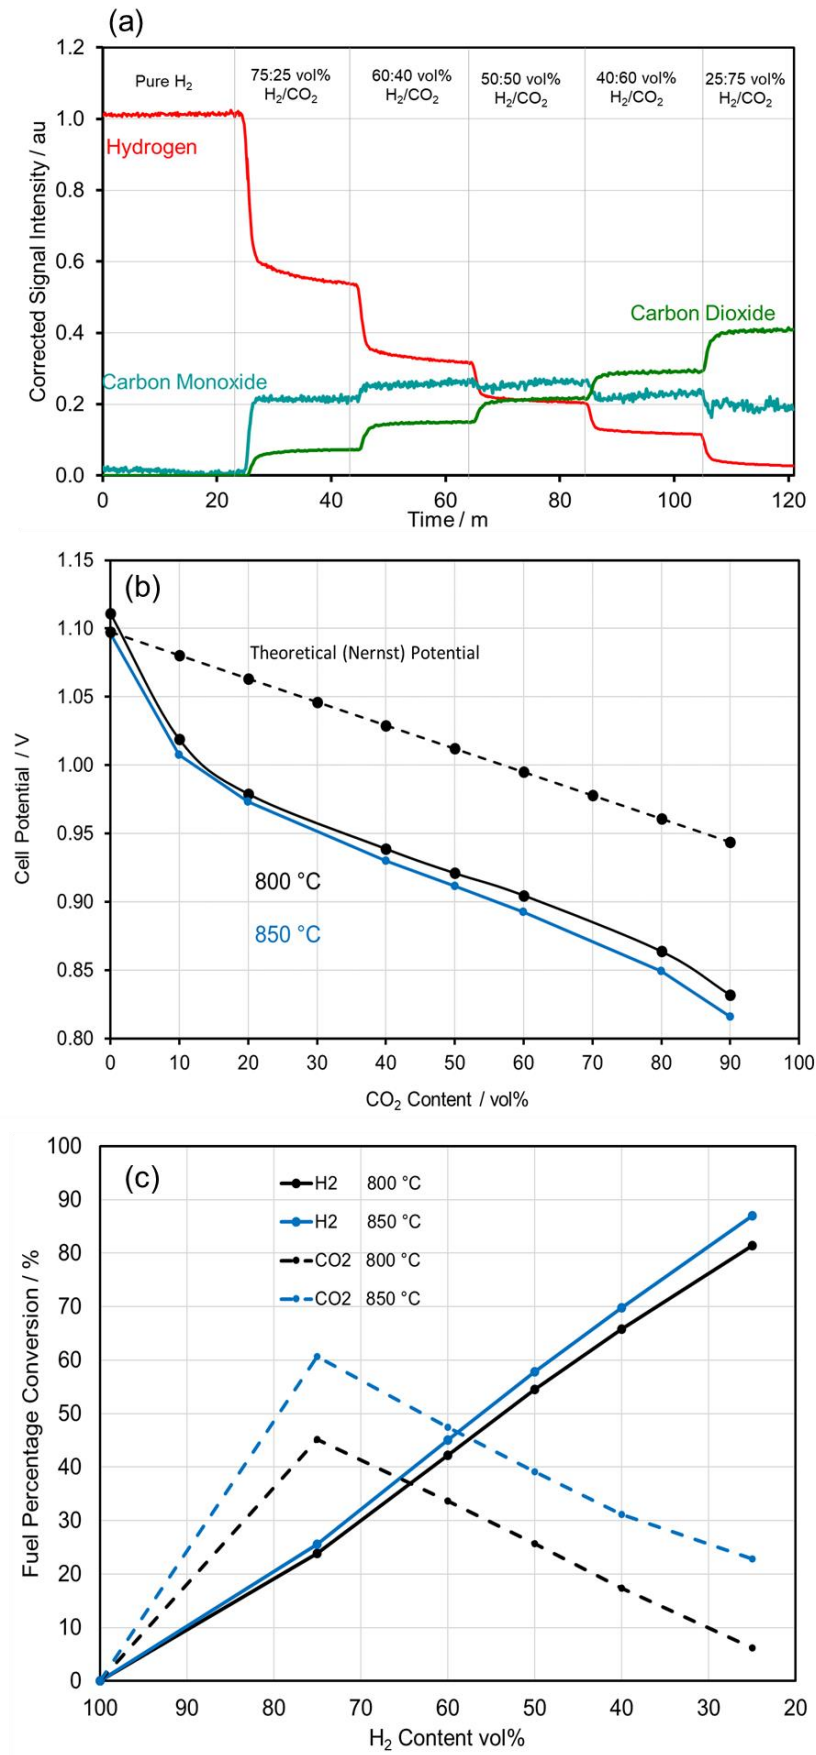 (a)
1.2
1.0
0.8
0.6
0.4
0.2
0.0
Corrected Signal Intensity / au
Pure H₂
75:25 vol%
H₂/CO₂
60:40 vol%
H₂/CO₂
50:50 vol%
H₂/CO₂
40:60 vol%
H₂/CO₂
25:75 vol%
H₂/CO₂
Hydrogen
Carbon Dioxide
Carbon Monoxide
0 20 40 60 80 100 120
Time / m
(b)
1.15
1.10
1.05
1.00
0.95
0.90
0.85
0.80
Cell Potential / V
Theoretical (Nernst) Potential
800 °C
850 °C
0 10 20 30 40 50 60 70 80 90 100
CO₂ Content / vol%
(c)
100
90
80
70
60
50
40
30
20
10
0
Fuel Percentage Conversion / %
H2 800 °C
H2 850 °C
CO2 800 °C
CO2 850 °C
100 90 80 70 60 50 40 30 20
H₂ Content vol%